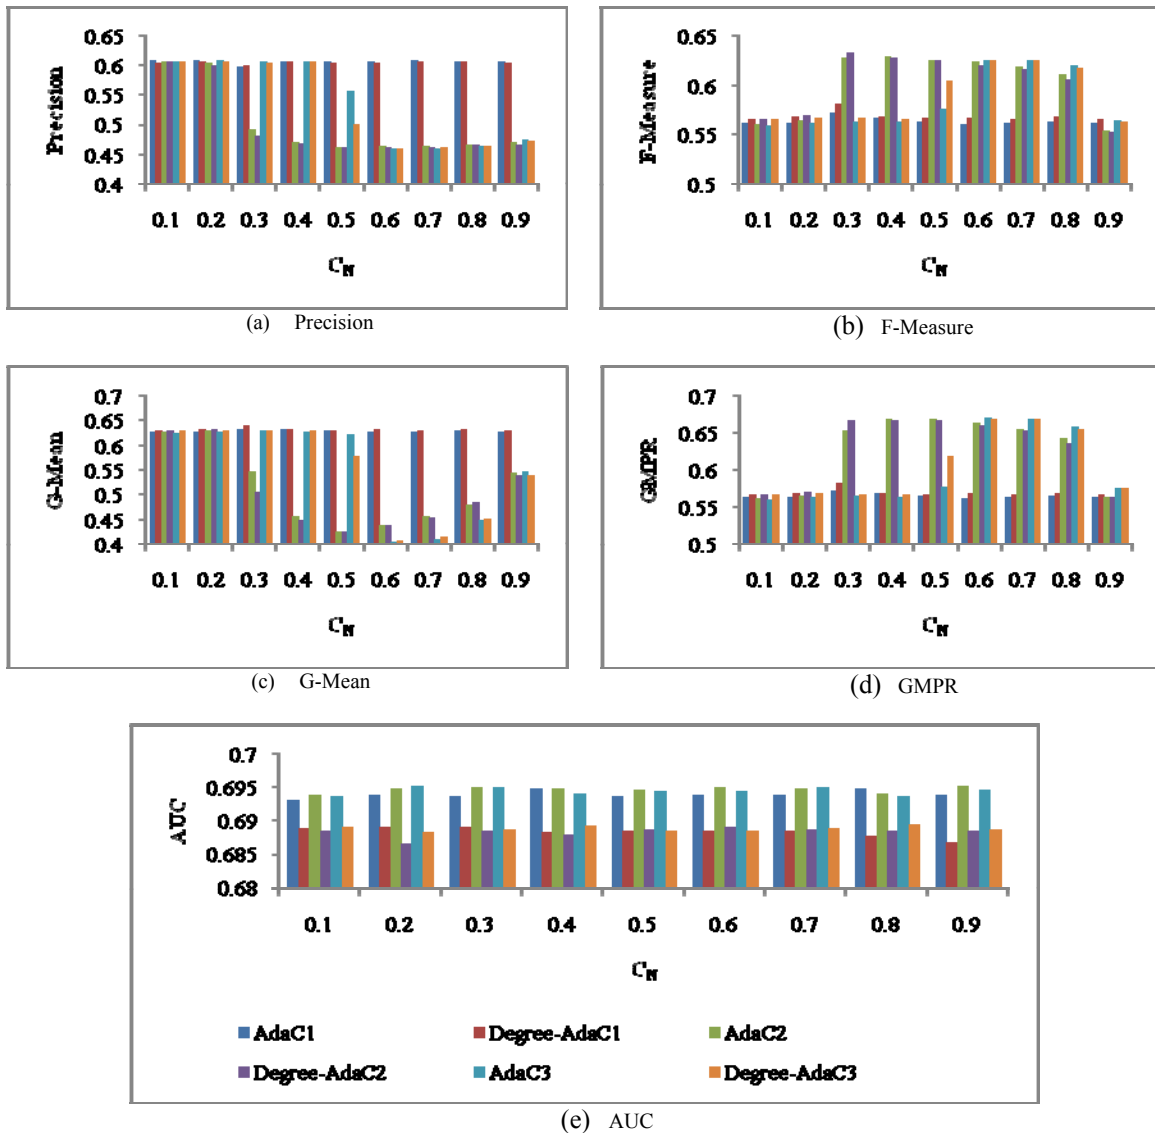 0.65
0.6
0.55
0.5
0.45
0.4
Precision
0.1 0.2 0.3 0.4 0.5 0.6 0.7 0.8 0.9
C_N
(a) Precision
0.65
0.6
0.55
0.5
F-Measure
0.1 0.2 0.3 0.4 0.5 0.6 0.7 0.8 0.9
C_N
(b) F-Measure
0.7
0.65
0.6
0.55
0.5
0.45
0.4
G-Mean
0.1 0.2 0.3 0.4 0.5 0.6 0.7 0.8 0.9
C_N
(c) G-Mean
0.7
0.65
0.6
0.55
0.5
GMPR
0.1 0.2 0.3 0.4 0.5 0.6 0.7 0.8 0.9
C_N
(d) GMPR
0.7
0.695
0.69
0.685
0.68
AUC
0.1 0.2 0.3 0.4 0.5 0.6 0.7 0.8 0.9
C_N
AdaC1 Degree-AdaC1 AdaC2
Degree-AdaC2 AdaC3 Degree-AdaC3
(e) AUC